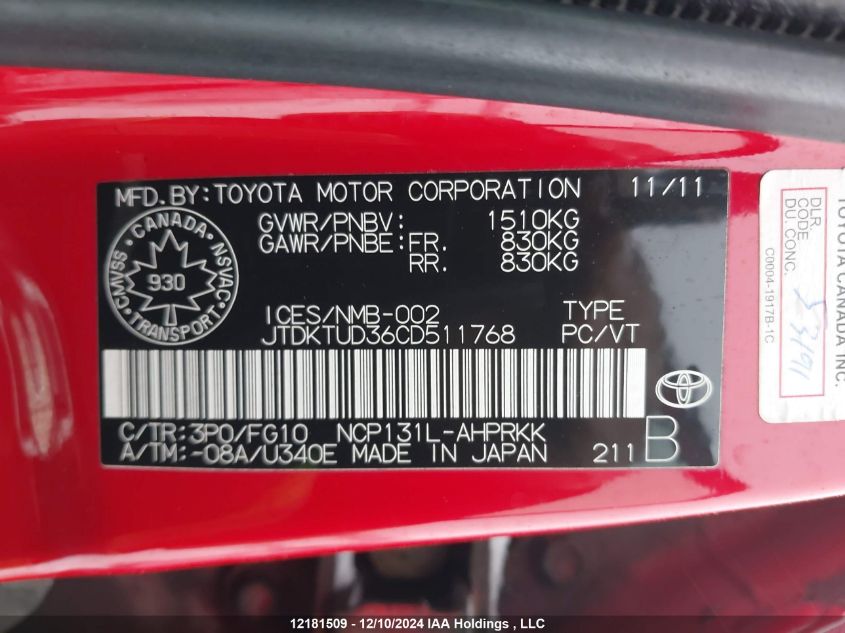 MFD.BY:TOYOTA MOTOR CORPORATION 11/11
GVWR/PNBV: 1510KG
GAWR/PNBE:FR. 830KG
RR. 830KG
CANADA
CMVSS 930 NSVAC
TRANSPORT
ICES/NMB-002 TYPE
JTDKTUD36CD511768 PC/VT
C/TR:3P0/FG10 NCP131L-AHPRKK
A/TM:-08A/U340E MADE IN JAPAN 211 B
TOYOTA CANADA INC.
DLR.
CODE
DU. CONC.
C0004-1917B-1C
12181509 - 12/10/2024 IAA Holdings , LLC